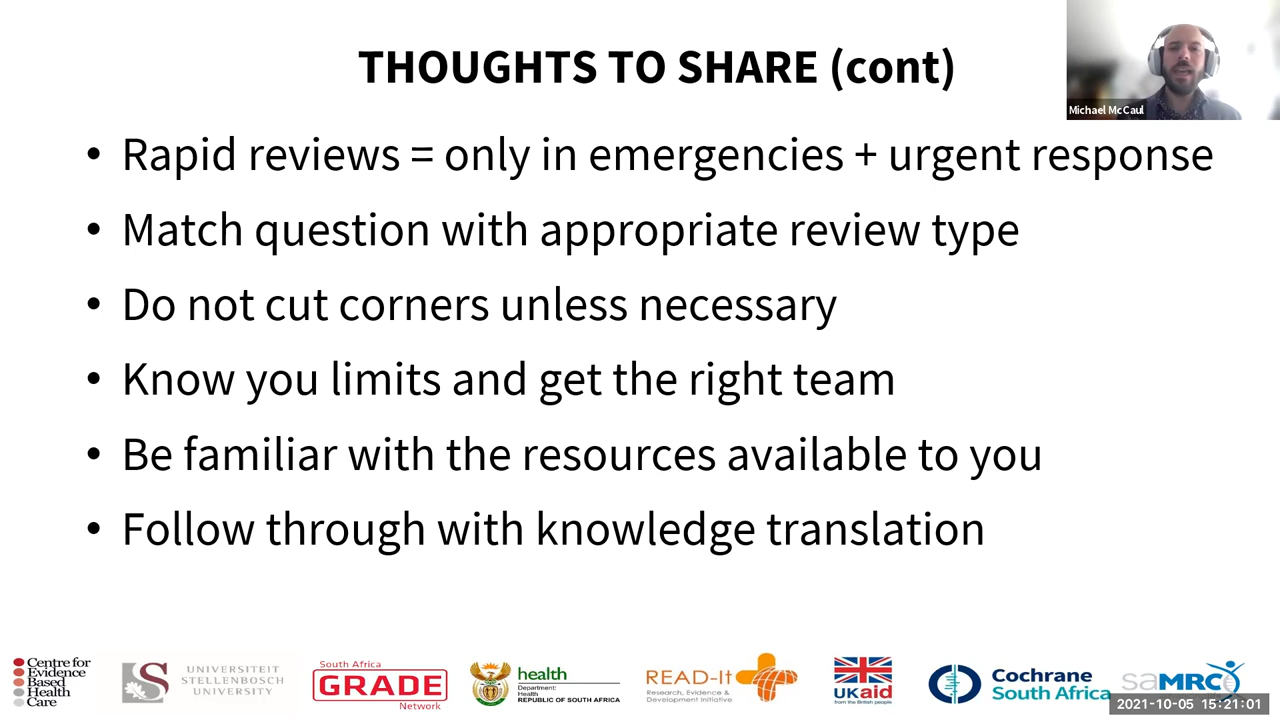 THOUGHTS TO SHARE (cont)
Michael McCaul
• Rapid reviews = only in emergencies + urgent response
• Match question with appropriate review type
• Do not cut corners unless necessary
• Know you limits and get the right team
• Be familiar with the resources available to you
• Follow through with knowledge translation
Centre for
Evidence
Based
Health
Care
UNIVERSITEIT
STELLENBOSCH
UNIVERSITY
South Africa
GRADE
Network
health
Department:
Health
REPUBLIC OF SOUTH AFRICA
READ-It
Research, Evidence &
Development Initiative
UKaid
from the British people
Cochrane
South Africa
saMRC
2021-10-05 15:21:01